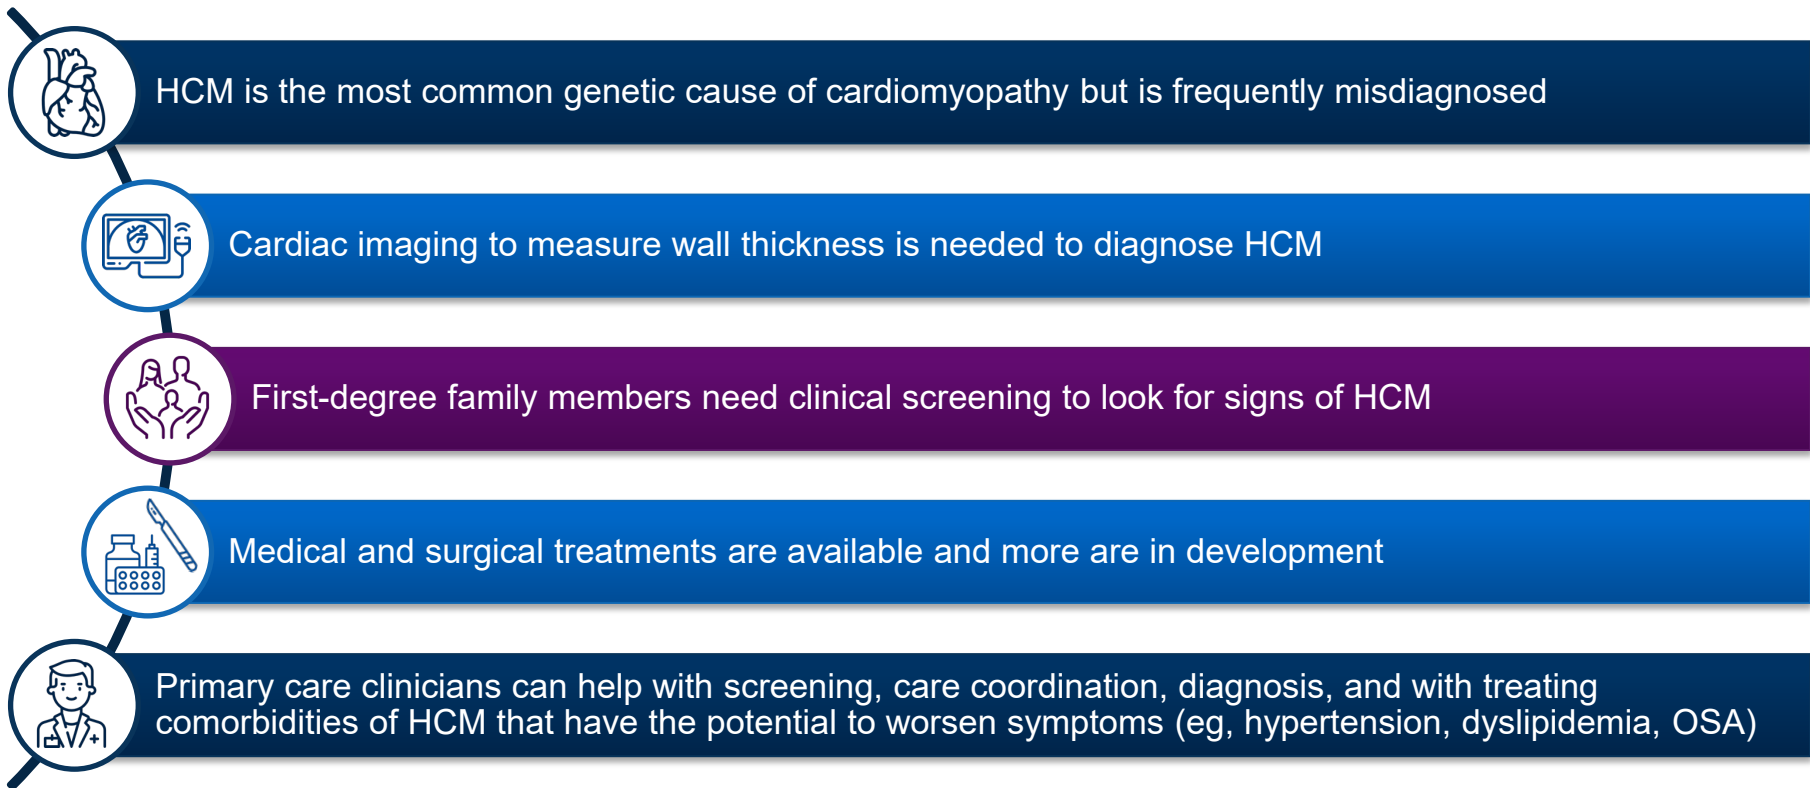 HCM is the most common genetic cause of cardiomyopathy but is frequently misdiagnosed
Cardiac imaging to measure wall thickness is needed to diagnose HCM
First-degree family members need clinical screening to look for signs of HCM
Medical and surgical treatments are available and more are in development
Primary care clinicians can help with screening, care coordination, diagnosis, and with treating
comorbidities of HCM that have the potential to worsen symptoms (eg, hypertension, dyslipidemia, OSA)